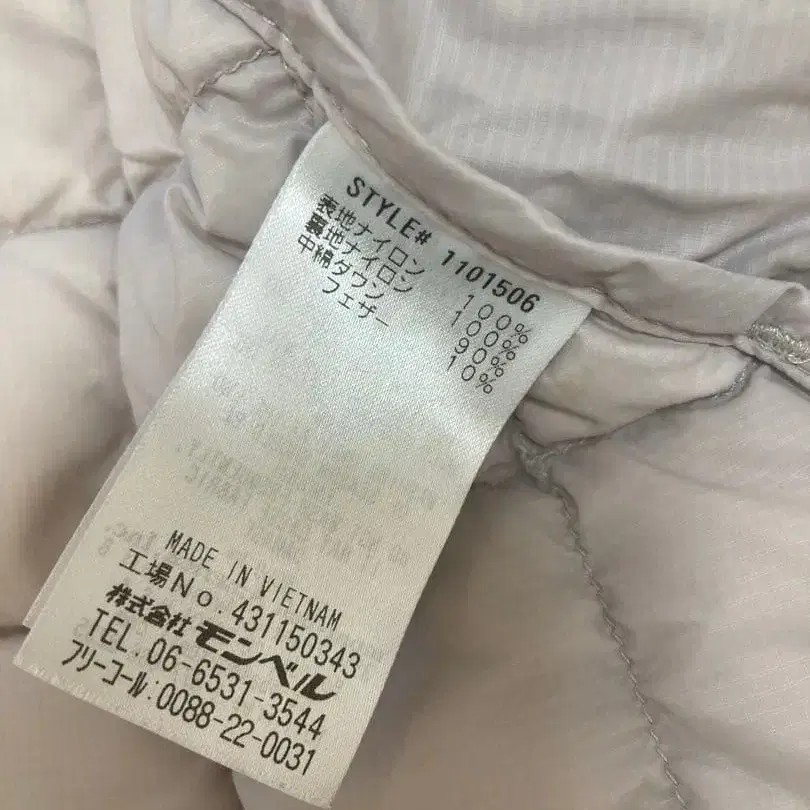 STYLE# 1101506
表地ナイロン 100%
裏地ナイロン 100%
中綿ダウン 90%
フェザー 10%
MADE IN VIETNAM
工場No.431150343
株式会社モンベル
TEL.06-6531-3544
フリーコール:0088-22-0031